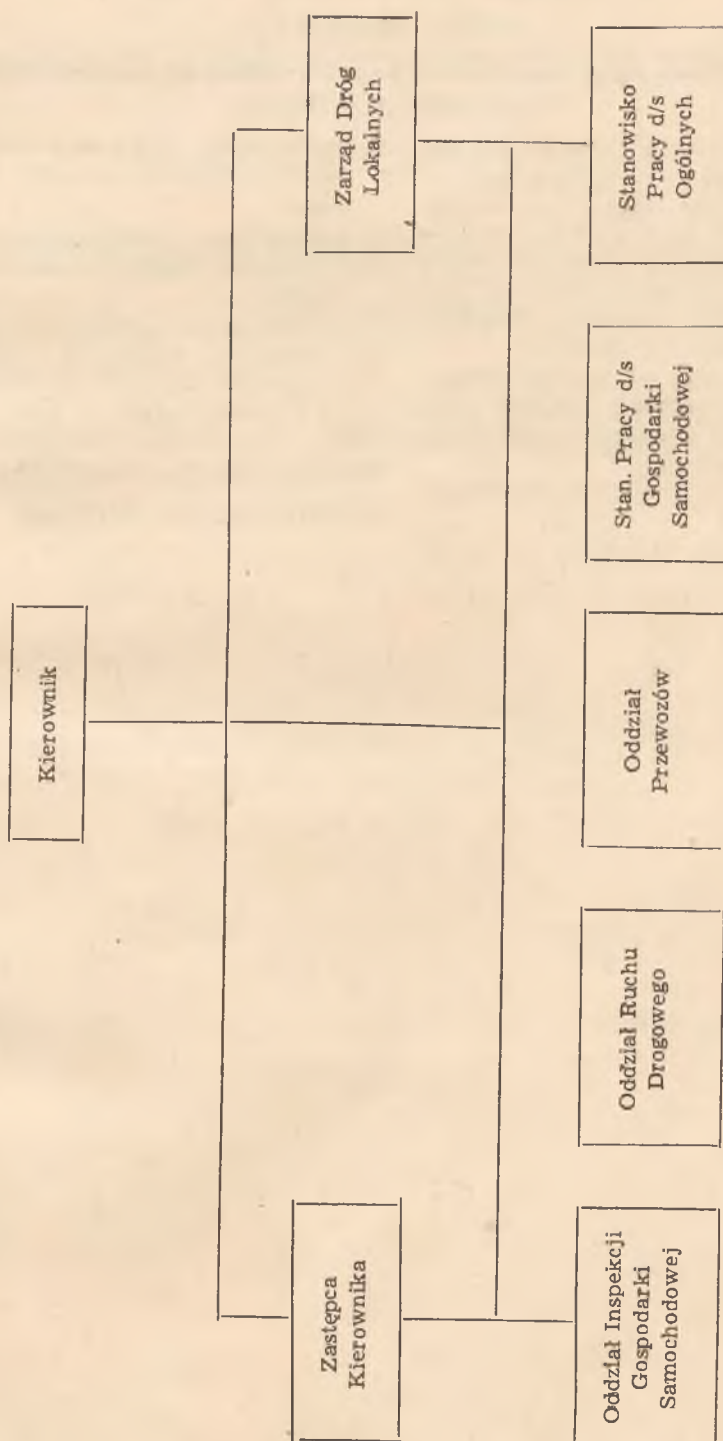 Kierownik
Zastępca
Kierownika
Zarząd Dróg
Lokalnych
Oddział Inspekcji
Gospodarki
Samochodowej
Oddział Ruchu
Drogowego
Oddział
Przewozów
Stan. Pracy d/s
Gospodarki
Samochodowej
Stanowisko
Pracy d/s
Ogólnych